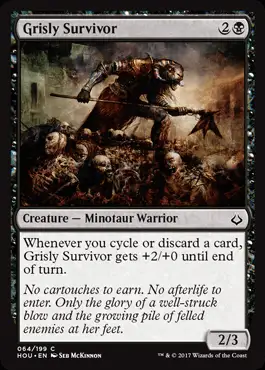 Grisly Survivor 2
Creature — Minotaur Warrior
Whenever you cycle or discard a card,
Grisly Survivor gets +2/+0 until end
of turn.
No cartouches to earn. No afterlife to
enter. Only the glory of a well-struck
blow and the growing pile of felled
enemies at her feet.
2/3
064/199 C
HOU • EN Seb McKinnon
™ & © 2017 Wizards of the Coast